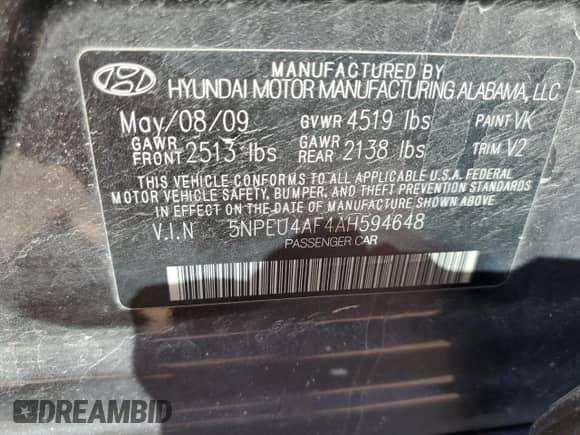 MANUFACTURED BY
HYUNDAI MOTOR MANUFACTURING ALABAMA, LLC
May/08/09 GVWR 4519 lbs PAINT VK
GAWR FRONT 2513 lbs GAWR REAR 2138 lbs TRIM V2
THIS VEHICLE CONFORMS TO ALL APPLICABLE U.S.A. FEDERAL
MOTOR VEHICLE SAFETY, BUMPER, AND THEFT PREVENTION STANDARDS
IN EFFECT ON THE DATE OF MANUFACTURE SHOWN ABOVE.
V.I.N 5NPEU4AF4AH594648
PASSENGER CAR
DREAMBID